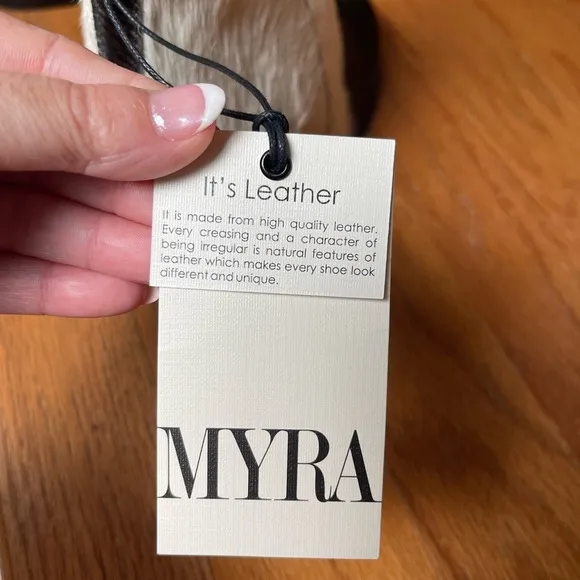 It's Leather
It is made from high quality leather.
Every creasing and a character of
being irregular is natural features of
leather which makes every shoe look
different and unique.
MYRA